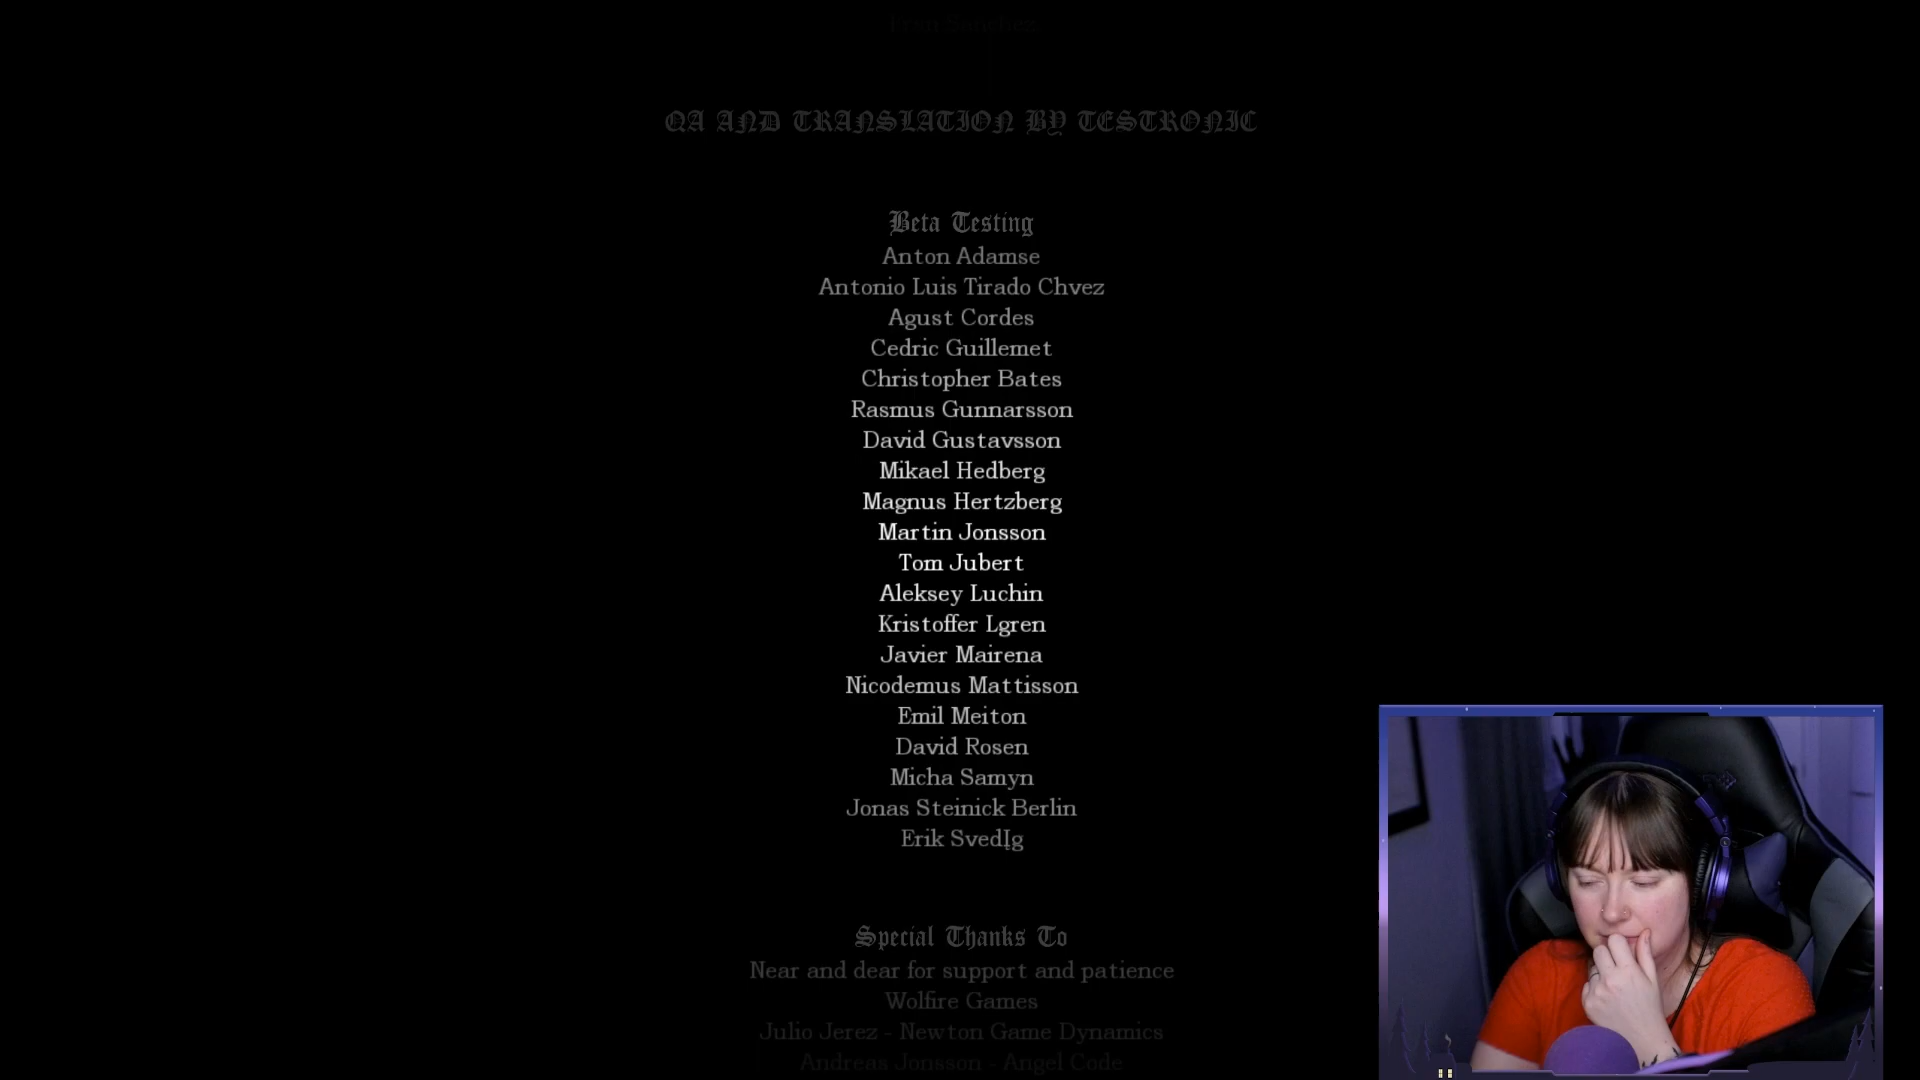 QA AND TRANSLATION BY TESTRONIC
Beta Testing
Anton Adamse
Antonio Luis Tirado Chvez
Agust Cordes
Cedric Guillemet
Christopher Bates
Rasmus Gunnarsson
David Gustavsson
Mikael Hedberg
Magnus Hertzberg
Martin Jonsson
Tom Jubert
Aleksey Luchin
Kristoffer Lgren
Javier Mairena
Nicodemus Mattisson
Emil Meiton
David Rosen
Micha Samyn
Jonas Steinick Berlin
Erik SvedĮg
Special Thanks To
Near and dear for support and patience
Wolfire Games
Julio Jerez - Newton Game Dynamics
Andreas Jonsson - Angel Code